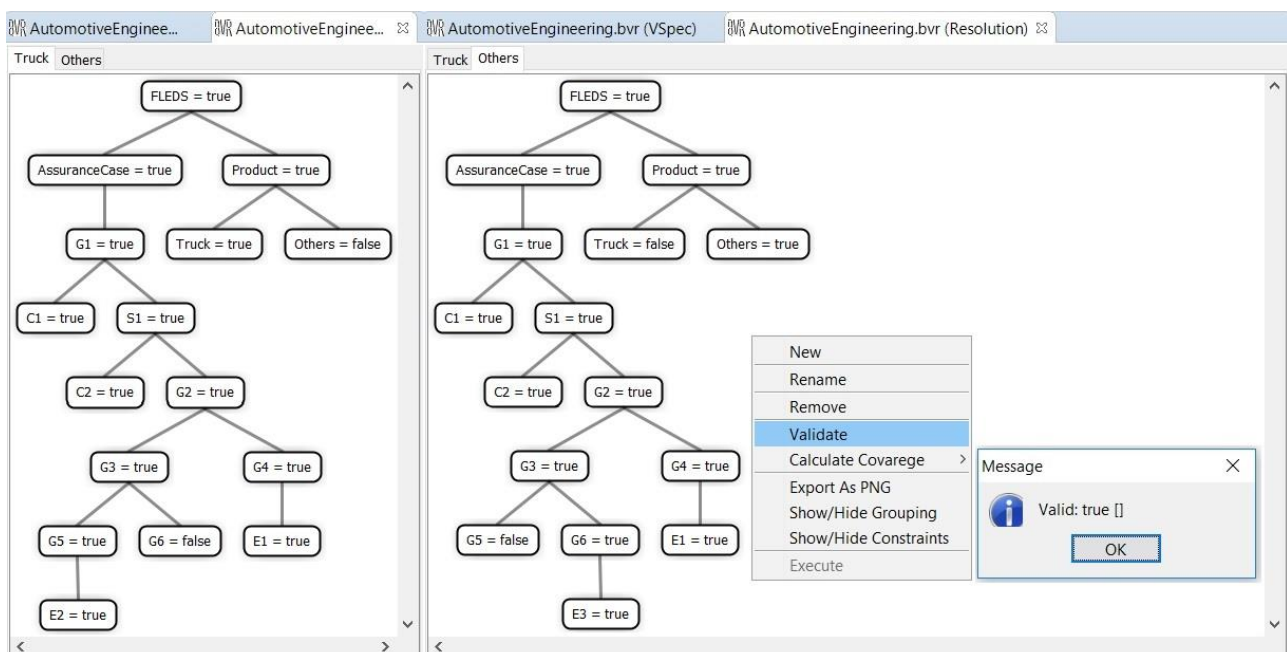 BVR AutomotiveEnginee...
BVR AutomotiveEnginee...
BVR AutomotiveEngineering.bvr (VSpec)
BVR AutomotiveEngineering.bvr (Resolution)
Truck Others
FLEDS = true
AssuranceCase = true Product = true
G1 = true Truck = true Others = false
C1 = true S1 = true
C2 = true G2 = true
G3 = true G4 = true
G5 = true G6 = false E1 = true
E2 = true
Truck Others
FLEDS = true
AssuranceCase = true Product = true
G1 = true Truck = false Others = true
C1 = true S1 = true
C2 = true G2 = true
G3 = true G4 = true
G5 = false G6 = true E1 = true
E3 = true
New
Rename
Remove
Validate
Calculate Covarege
Export As PNG
Show/Hide Grouping
Show/Hide Constraints
Execute
Message
Valid: true []
OK